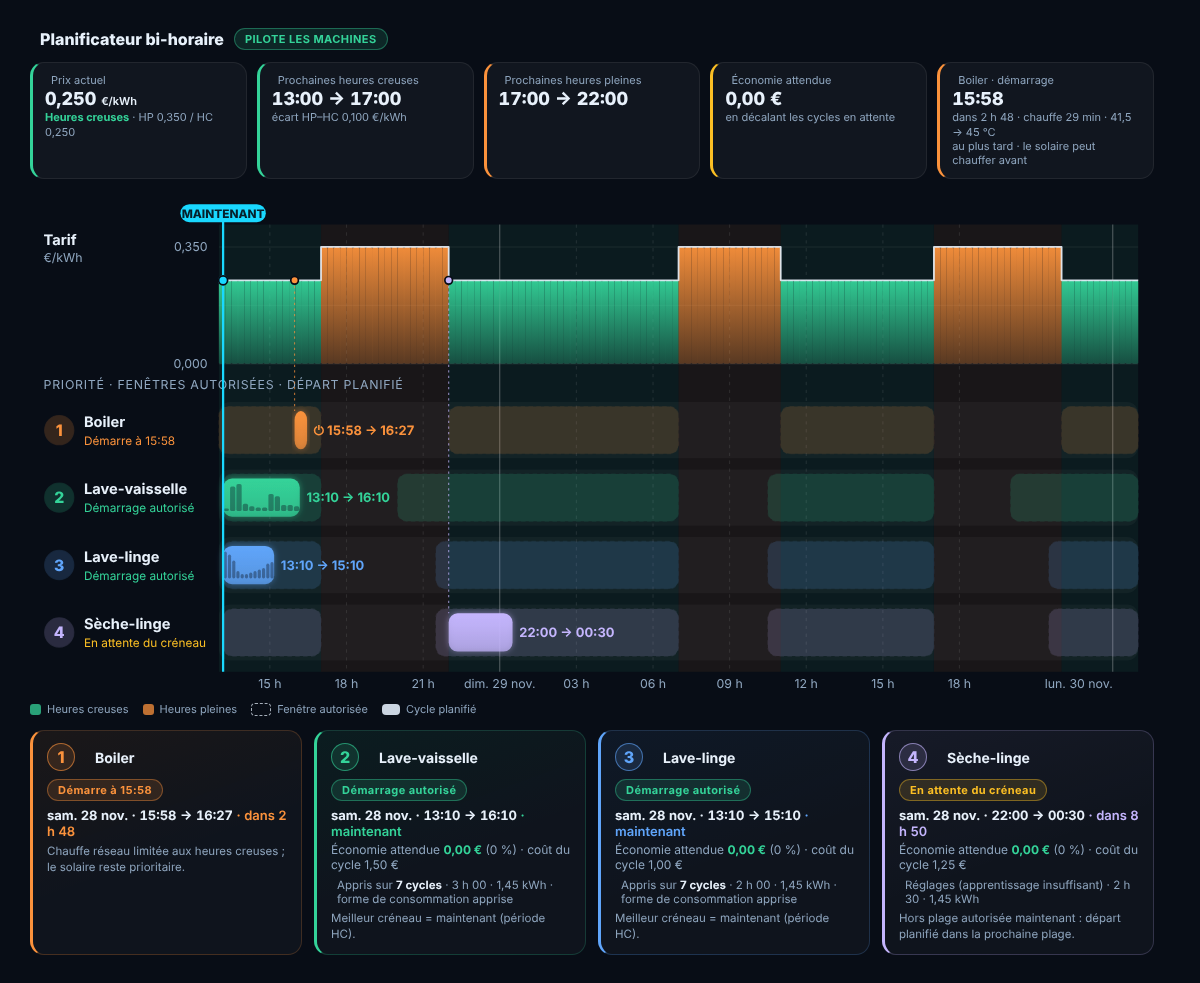 Planificateur bi-horaire
PILOTE LES MACHINES
Prix actuel
0,250 €/kWh
Heures creuses · HP 0,350 / HC
0,250
Prochaines heures creuses
13:00 → 17:00
écart HP–HC 0,100 €/kWh
Prochaines heures pleines
17:00 → 22:00
Économie attendue
0,00 €
en décalant les cycles en attente
Boiler · démarrage
15:58
dans 2 h 48 · chauffe 29 min · 41,5
→ 45 °C
au plus tard · le solaire peut
chauffer avant
MAINTENANT
Tarif
€/kWh
0,350
0,000
PRIORITÉ · FENÊTRES AUTORISÉES · DÉPART PLANIFIÉ
1
Boiler
Démarre à 15:58
15:58 → 16:27
2
Lave-vaisselle
Démarrage autorisé
13:10 → 16:10
3
Lave-linge
Démarrage autorisé
13:10 → 15:10
4
Sèche-linge
En attente du créneau
22:00 → 00:30
15 h
18 h
21 h
dim. 29 nov.
03 h
06 h
09 h
12 h
15 h
18 h
lun. 30 nov.
Heures creuses
Heures pleines
Fenêtre autorisée
Cycle planifié
1
Boiler
Démarre à 15:58
sam. 28 nov. · 15:58 → 16:27 · dans 2
h 48
Chauffe réseau limitée aux heures creuses ;
le solaire reste prioritaire.
2
Lave-vaisselle
Démarrage autorisé
sam. 28 nov. · 13:10 → 16:10 ·
maintenant
Économie attendue 0,00 € (0 %) · coût du
cycle 1,50 €
Appris sur 7 cycles · 3 h 00 · 1,45 kWh ·
forme de consommation apprise
Meilleur créneau = maintenant (période
HC).
3
Lave-linge
Démarrage autorisé
sam. 28 nov. · 13:10 → 15:10 ·
maintenant
Économie attendue 0,00 € (0 %) · coût du
cycle 1,00 €
Appris sur 7 cycles · 2 h 00 · 1,45 kWh ·
forme de consommation apprise
Meilleur créneau = maintenant (période
HC).
4
Sèche-linge
En attente du créneau
sam. 28 nov. · 22:00 → 00:30 · dans 8
h 50
Économie attendue 0,00 € (0 %) · coût du
cycle 1,25 €
Réglages (apprentissage insuffisant) · 2 h
30 · 1,45 kWh
Hors plage autorisée maintenant : départ
planifié dans la prochaine plage.